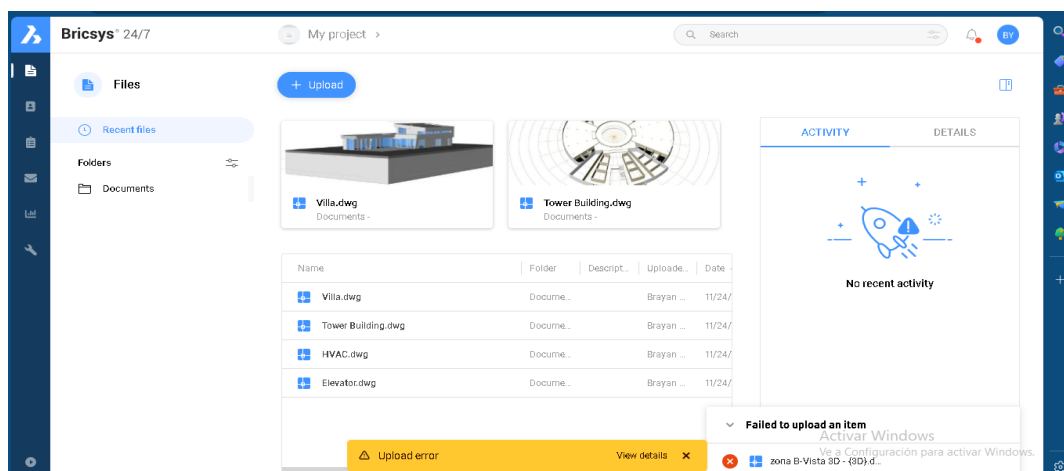 Bricsys® 24/7
My project >
Search
BY
Files
+ Upload
Recent files
Folders
Documents
Villa.dwg
Documents -
Tower Building.dwg
Documents -
ACTIVITY
DETAILS
No recent activity
Name Folder Descript... Uploade... Date
Villa.dwg Docume... Brayan ... 11/24/
Tower Building.dwg Docume... Brayan ... 11/24/
HVAC.dwg Docume... Brayan ... 11/24/
Elevator.dwg Docume... Brayan ... 11/24/
Failed to upload an item
Activar Windows
Ve a Configuración para activar Windows.
Upload error View details ×
zona B-Vista 3D - {3D}.d...